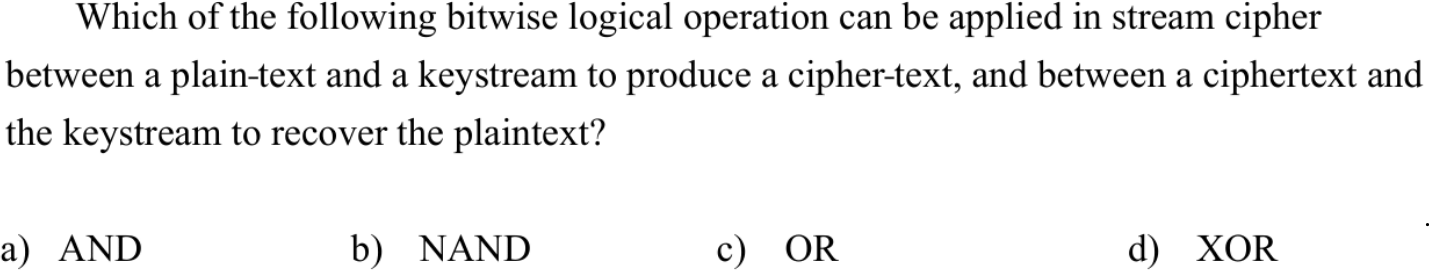 Which of the following bitwise logical operation can be applied in stream cipher
between a plain-text and a keystream to produce a cipher-text, and between a ciphertext and
the keystream to recover the plaintext?
a) AND b) NAND c) OR d) XOR